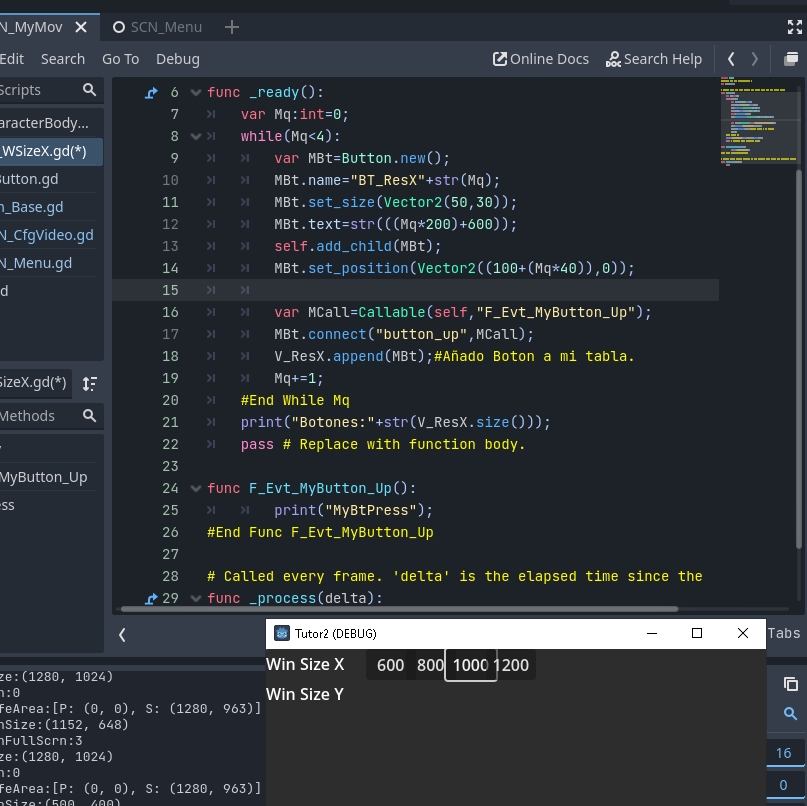 N_MyMov
SCN_Menu
Edit Search Go To Debug Online Docs Search Help
Scripts
aracterBody...
_WSizeX.gd(*)
Button.gd
n_Base.gd
N_CfgVideo.gd
N_Menu.gd
d
SizeX.gd(*)
Methods
MyButton_Up
ess
6 func _ready():
7 var Mq:int=0;
8 while(Mq<4):
9 var MBt=Button.new();
10 MBt.name="BT_ResX"+str(Mq);
11 MBt.set_size(Vector2(50,30));
12 MBt.text=str(((Mq*200)+600));
13 self.add_child(MBt);
14 MBt.set_position(Vector2((100+(Mq*40)),0));
15
16 var MCall=Callable(self,"F_Evt_MyButton_Up");
17 MBt.connect("button_up",MCall);
18 V_ResX.append(MBt);#Añado Boton a mi tabla.
19 Mq+=1;
20 #End While Mq
21 print("Botones:"+str(V_ResX.size()));
22 pass # Replace with function body.
23
24 func F_Evt_MyButton_Up():
25 print("MyBtPress");
26 #End Func F_Evt_MyButton_Up
27
28 # Called every frame. 'delta' is the elapsed time since the
29 func _process(delta):
Tabs
Tutor2 (DEBUG)
Win Size X 600 800 1000 1200
Win Size Y
ze:(1280, 1024)
n:0
feArea:[P: (0, 0), S: (1280, 963)]
nSize:(1152, 648)
nFullScrn:3
ze:(1280, 1024)
n:0
feArea:[P: (0, 0), S: (1280, 963)]
nSize:(500, 400)
16
0